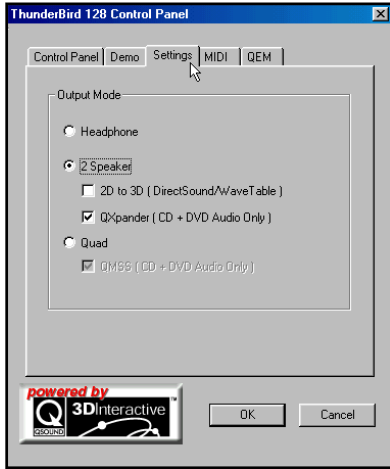 ThunderBird 128 Control Panel
Control Panel Demo Settings MIDI QEM
Output Mode
Headphone
2 Speaker
2D to 3D ( DirectSound/WaveTable )
QXpander ( CD + DVD Audio Only )
Quad
QMSS ( CD + DVD Audio Only )
powered by
QSOUND 3DInteractive™
OK Cancel